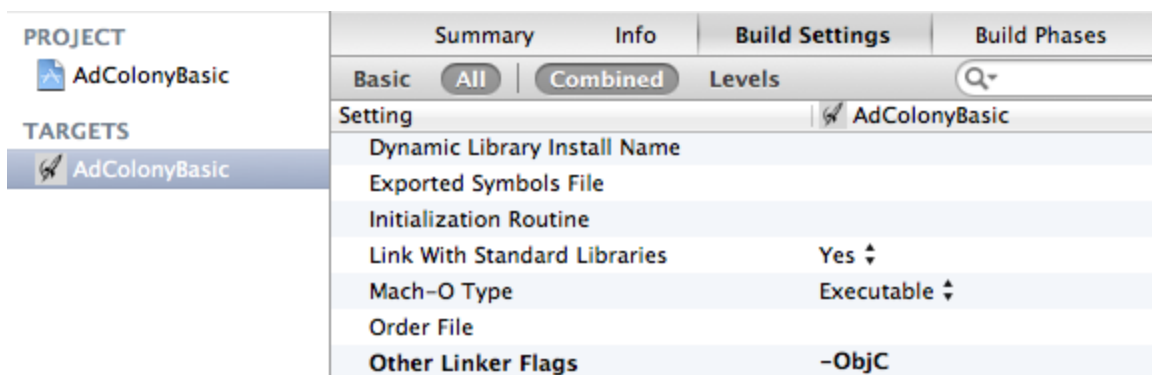 PROJECT
AdColonyBasic
TARGETS
AdColonyBasic
Summary Info Build Settings Build Phases
Basic All Combined Levels
Setting AdColonyBasic
Dynamic Library Install Name
Exported Symbols File
Initialization Routine
Link With Standard Libraries Yes
Mach-O Type Executable
Order File
Other Linker Flags -ObjC